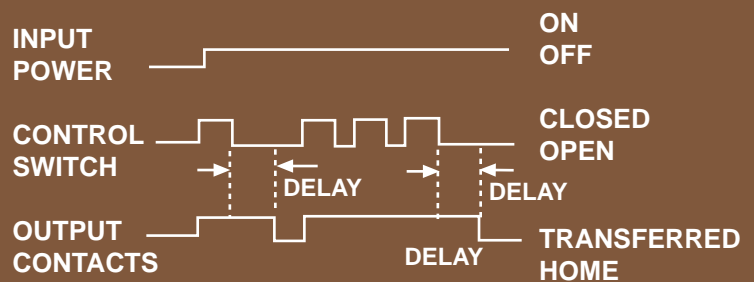 INPUT
POWER
ON
OFF
CONTROL
SWITCH
CLOSED
OPEN
DELAY
DELAY
OUTPUT
CONTACTS
DELAY
TRANSFERRED
HOME